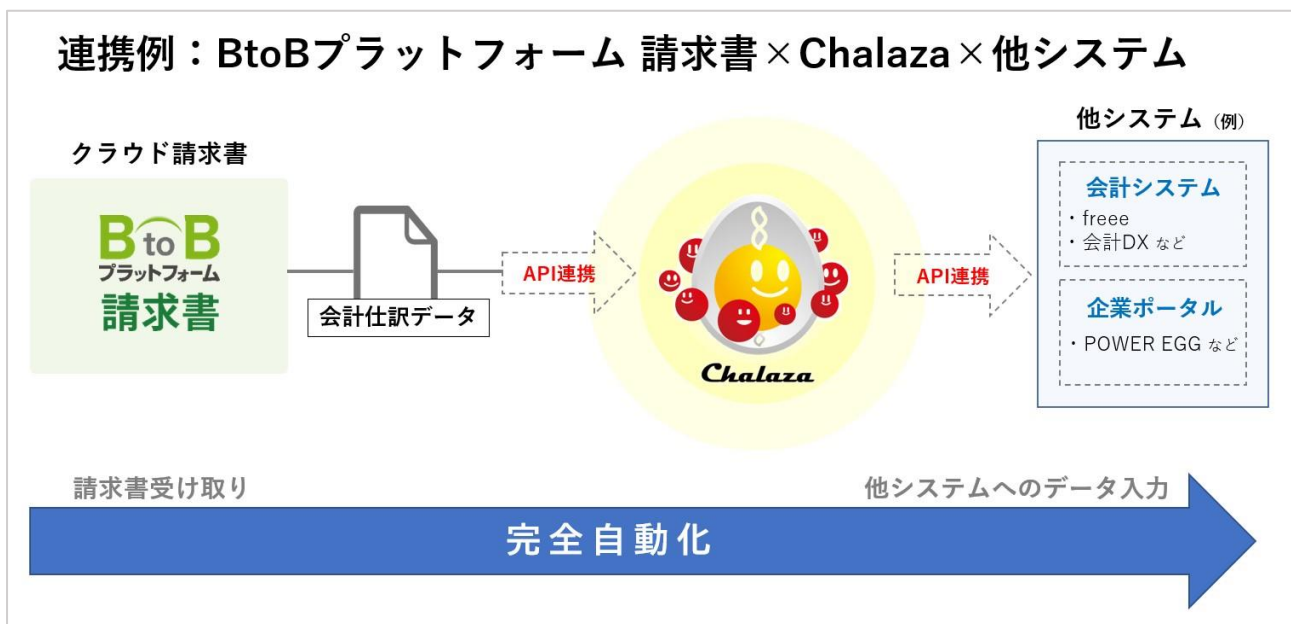 連携例：BtoBプラットフォーム 請求書×Chalaza×他システム
クラウド請求書
BtoB
プラットフォーム
請求書
会計仕訳データ
API連携
Chalaza
API連携
他システム（例）
会計システム
・freee
・会計DX など
企業ポータル
・POWER EGG など
請求書受け取り
他システムへのデータ入力
完全自動化